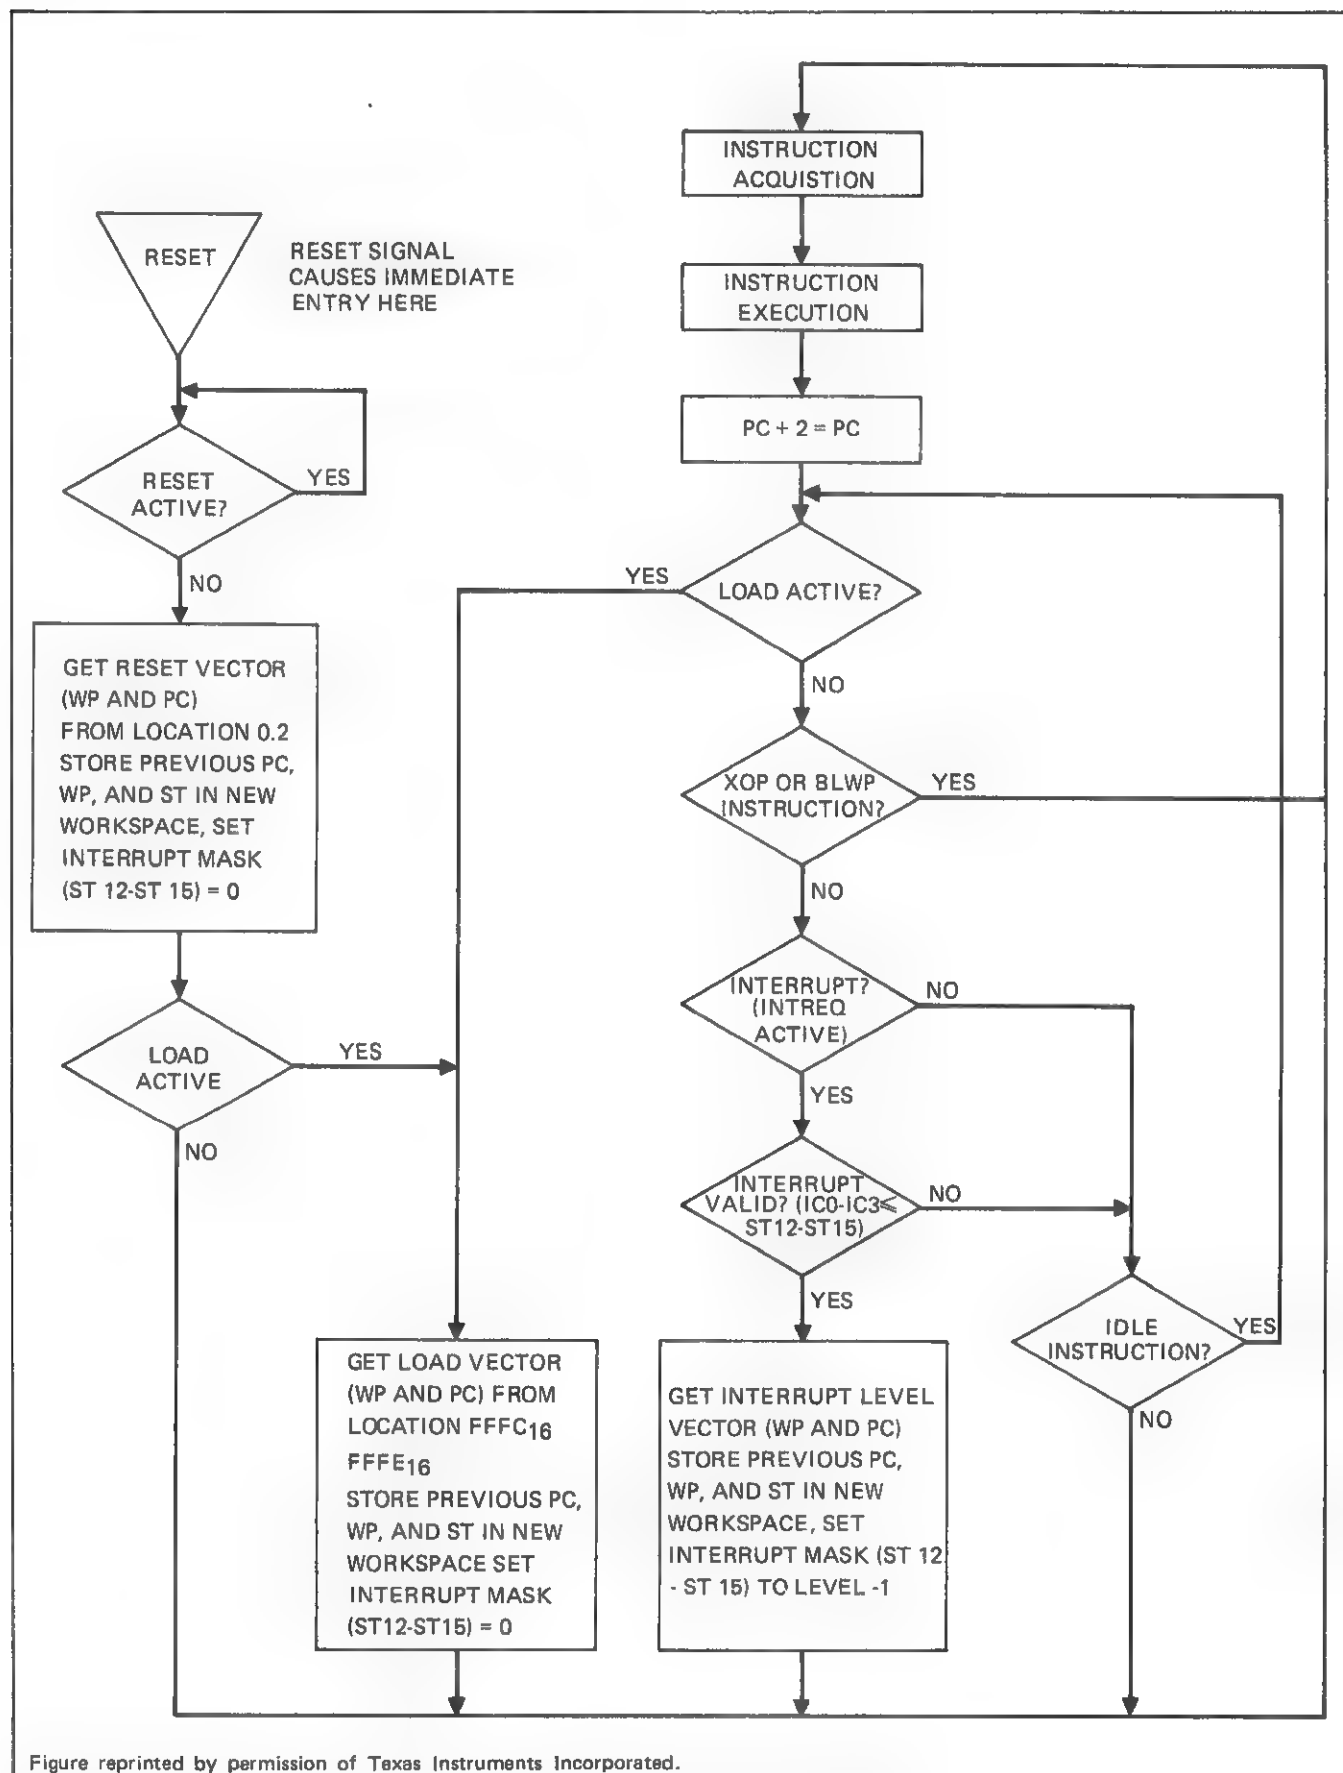 RESET
RESET SIGNAL
CAUSES IMMEDIATE
ENTRY HERE
RESET
ACTIVE?
YES
NO
GET RESET VECTOR
(WP AND PC)
FROM LOCATION 0.2
STORE PREVIOUS PC,
WP, AND ST IN NEW
WORKSPACE, SET
INTERRUPT MASK
(ST 12-ST 15) = 0
LOAD
ACTIVE
YES
NO
INSTRUCTION
ACQUISTION
INSTRUCTION
EXECUTION
PC + 2 = PC
LOAD ACTIVE?
YES
NO
XOP OR BLWP
INSTRUCTION?
YES
NO
INTERRUPT?
(INTREQ
ACTIVE)
NO
YES
INTERRUPT
VALID? (IC0-IC3⩽
ST12-ST15)
NO
YES
IDLE
INSTRUCTION?
YES
NO
GET LOAD VECTOR
(WP AND PC) FROM
LOCATION FFFC16
FFFE16
STORE PREVIOUS PC,
WP, AND ST IN NEW
WORKSPACE SET
INTERRUPT MASK
(ST12-ST15) = 0
GET INTERRUPT LEVEL
VECTOR (WP AND PC)
STORE PREVIOUS PC,
WP, AND ST IN NEW
WORKSPACE, SET
INTERRUPT MASK (ST 12
- ST 15) TO LEVEL -1
Figure reprinted by permission of Texas Instruments Incorporated.